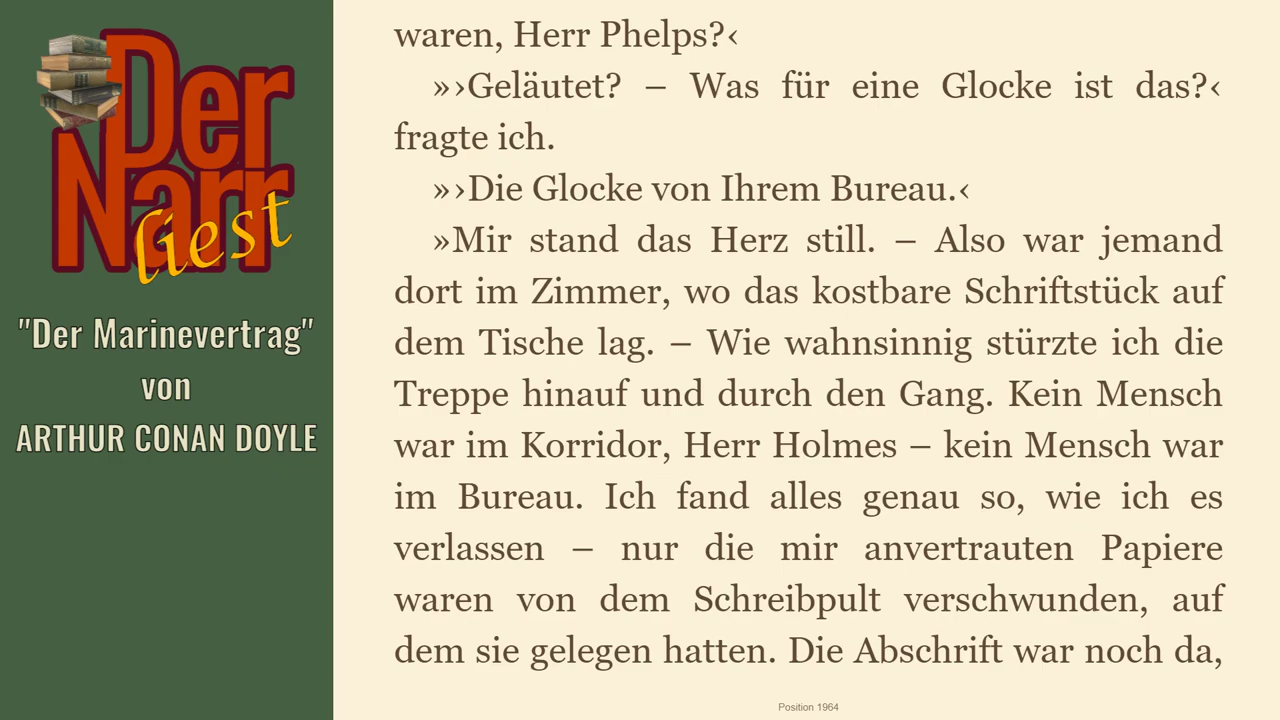 Der
Narr
liest
"Der Marinevertrag"
von
ARTHUR CONAN DOYLE
waren, Herr Phelps?‹
»›Geläutet? – Was für eine Glocke ist das?‹
fragte ich.
»›Die Glocke von Ihrem Bureau.‹
»Mir stand das Herz still. – Also war jemand
dort im Zimmer, wo das kostbare Schriftstück auf
dem Tische lag. – Wie wahnsinnig stürzte ich die
Treppe hinauf und durch den Gang. Kein Mensch
war im Korridor, Herr Holmes – kein Mensch war
im Bureau. Ich fand alles genau so, wie ich es
verlassen – nur die mir anvertrauten Papiere
waren von dem Schreibpult verschwunden, auf
dem sie gelegen hatten. Die Abschrift war noch da,
Position 1964